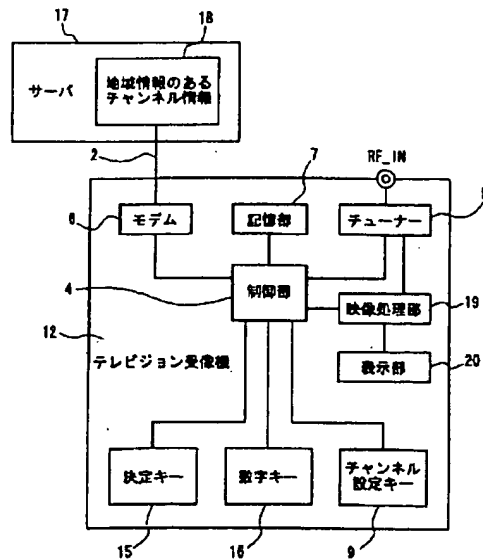 17
18
サーバ
地域情報のある
チャンネル情報
2
7
RF_IN
6
モデム
記憶部
チューナー
4
制御部
映像処理部
19
12
テレビジョン受像機
表示部
20
決定キー
数字キー
チャンネル
設定キー
15
16
9